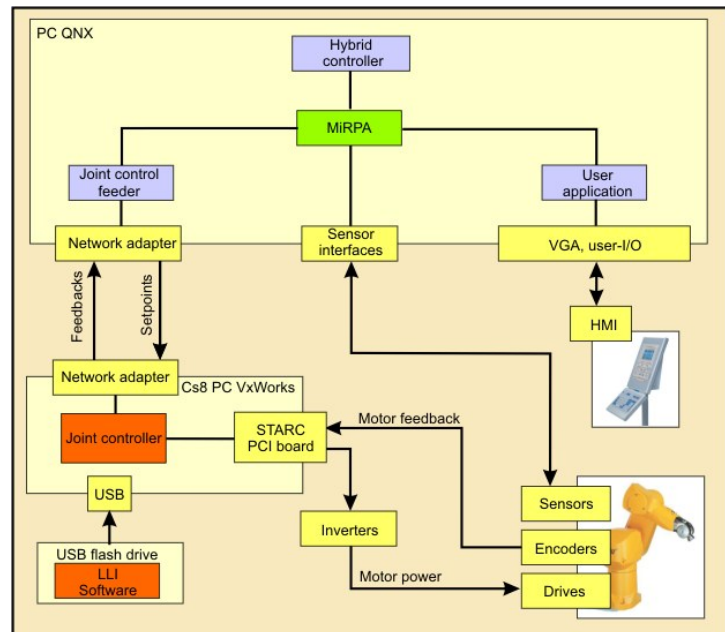 PC QNX
Hybrid
controller
MiRPA
Joint control
feeder
User
application
Network adapter
Sensor
interfaces
VGA, user-I/O
Feedbacks
Setpoints
HMI
Network adapter
Cs8 PC VxWorks
Joint controller
STARC
PCI board
Motor feedback
USB
Sensors
Inverters
Encoders
USB flash drive
LLI
Software
Motor power
Drives